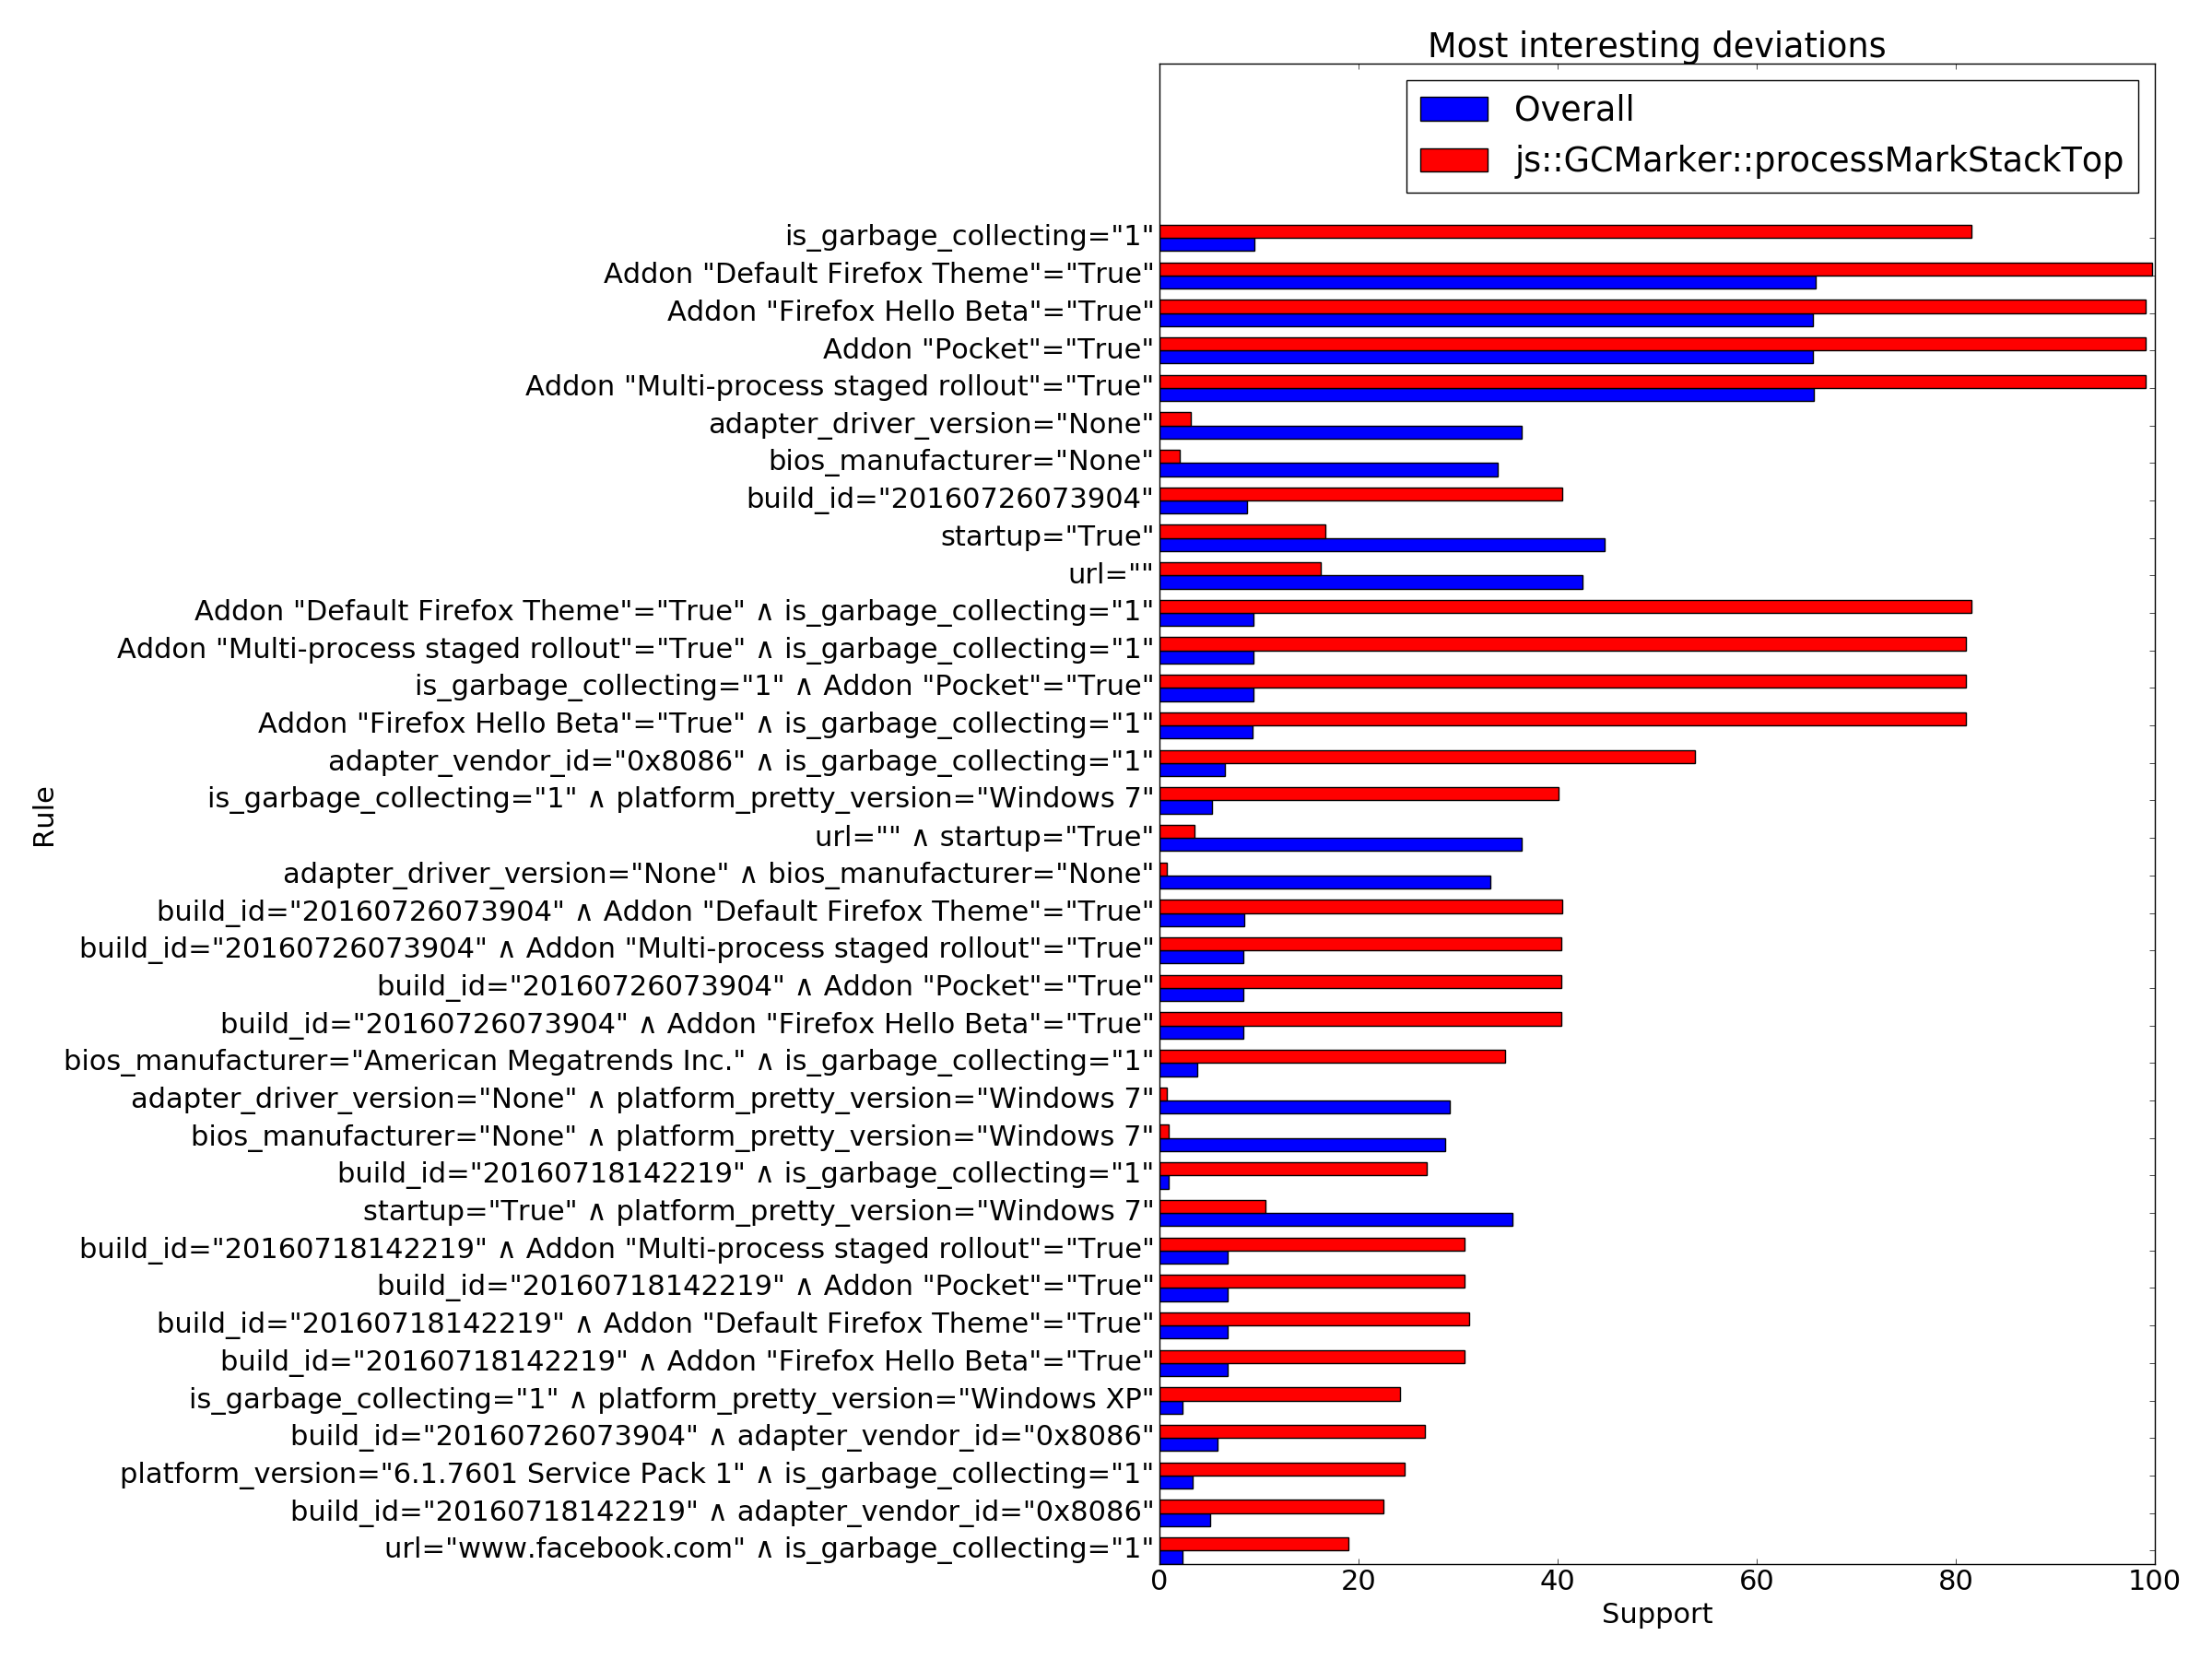 Most interesting deviations
Overall
js::GCMarker::processMarkStackTop
is_garbage_collecting="1"
Addon "Default Firefox Theme"="True"
Addon "Firefox Hello Beta"="True"
Addon "Pocket"="True"
Addon "Multi-process staged rollout"="True"
adapter_driver_version="None"
bios_manufacturer="None"
build_id="20160726073904"
startup="True"
url=""
Addon "Default Firefox Theme"="True" ∧ is_garbage_collecting="1"
Addon "Multi-process staged rollout"="True" ∧ is_garbage_collecting="1"
is_garbage_collecting="1" ∧ Addon "Pocket"="True"
Addon "Firefox Hello Beta"="True" ∧ is_garbage_collecting="1"
adapter_vendor_id="0x8086" ∧ is_garbage_collecting="1"
is_garbage_collecting="1" ∧ platform_pretty_version="Windows 7"
url="" ∧ startup="True"
adapter_driver_version="None" ∧ bios_manufacturer="None"
build_id="20160726073904" ∧ Addon "Default Firefox Theme"="True"
build_id="20160726073904" ∧ Addon "Multi-process staged rollout"="True"
build_id="20160726073904" ∧ Addon "Pocket"="True"
build_id="20160726073904" ∧ Addon "Firefox Hello Beta"="True"
bios_manufacturer="American Megatrends Inc." ∧ is_garbage_collecting="1"
adapter_driver_version="None" ∧ platform_pretty_version="Windows 7"
bios_manufacturer="None" ∧ platform_pretty_version="Windows 7"
build_id="20160718142219" ∧ is_garbage_collecting="1"
startup="True" ∧ platform_pretty_version="Windows 7"
build_id="20160718142219" ∧ Addon "Multi-process staged rollout"="True"
build_id="20160718142219" ∧ Addon "Pocket"="True"
build_id="20160718142219" ∧ Addon "Default Firefox Theme"="True"
build_id="20160718142219" ∧ Addon "Firefox Hello Beta"="True"
is_garbage_collecting="1" ∧ platform_pretty_version="Windows XP"
build_id="20160726073904" ∧ adapter_vendor_id="0x8086"
platform_version="6.1.7601 Service Pack 1" ∧ is_garbage_collecting="1"
build_id="20160718142219" ∧ adapter_vendor_id="0x8086"
url="www.facebook.com" ∧ is_garbage_collecting="1"
Rule
0 20 40 60 80 100
Support